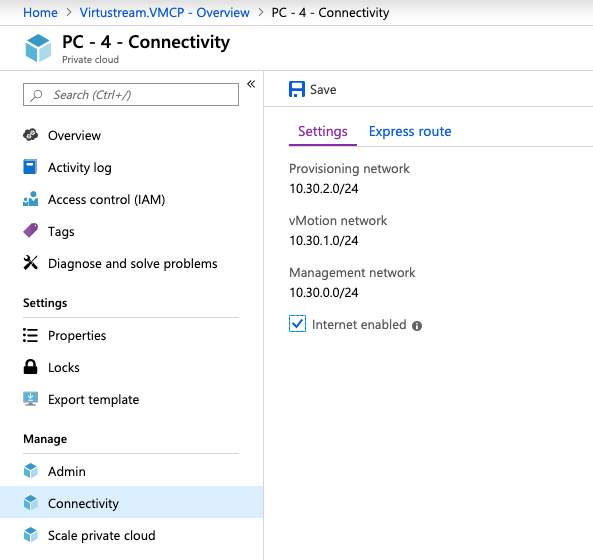 Home > Virtustream.VMCP - Overview > PC - 4 - Connectivity
PC - 4 - Connectivity
Private cloud
«
Search (Ctrl+/)
Overview
Activity log
Access control (IAM)
Tags
Diagnose and solve problems
Settings
Properties
Locks
Export template
Manage
Admin
Connectivity
Scale private cloud
Save
Settings Express route
Provisioning network
10.30.2.0/24
vMotion network
10.30.1.0/24
Management network
10.30.0.0/24
Internet enabled